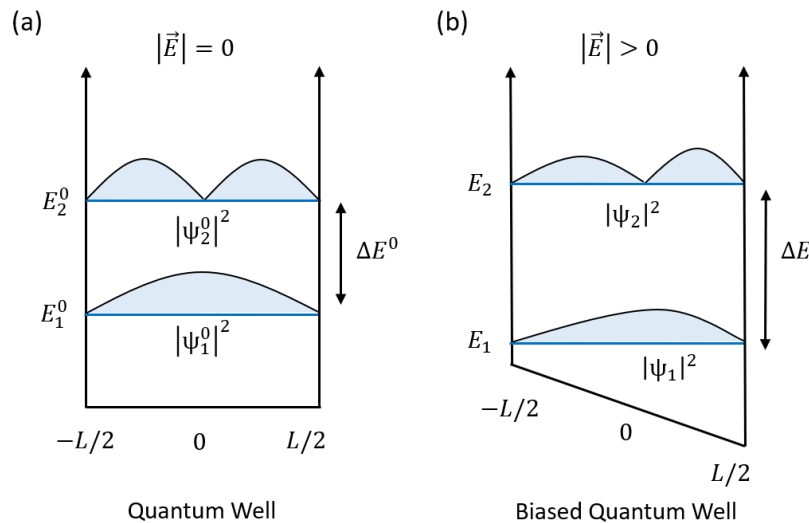 (a)
|E⃗| = 0
E₂⁰
|ψ₂⁰|²
ΔE⁰
E₁⁰
|ψ₁⁰|²
−L/2
0
L/2
Quantum Well
(b)
|E⃗| > 0
E₂
|ψ₂|²
ΔE
E₁
|ψ₁|²
−L/2
0
L/2
Biased Quantum Well